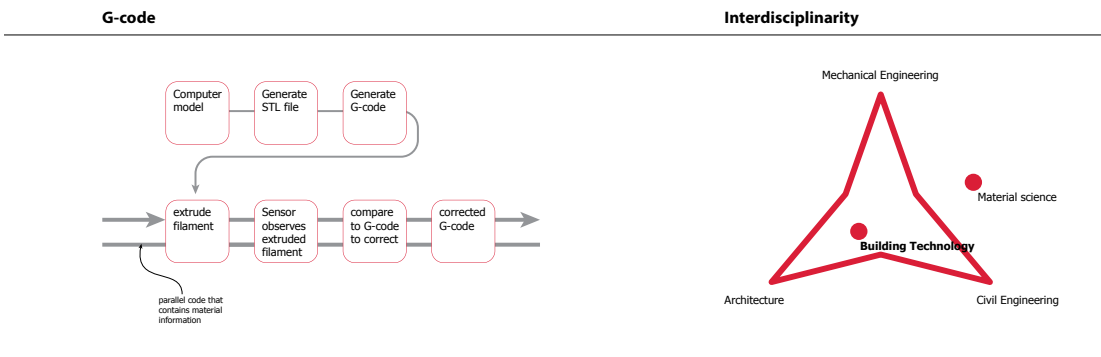 G-code
Computer
model
Generate
STL file
Generate
G-code
extrude
filament
Sensor
observes
extruded
filament
compare
to G-code
to correct
corrected
G-code
parallel code that
contains material
information
Interdisciplinarity
Mechanical Engineering
Material science
Building Technology
Architecture
Civil Engineering